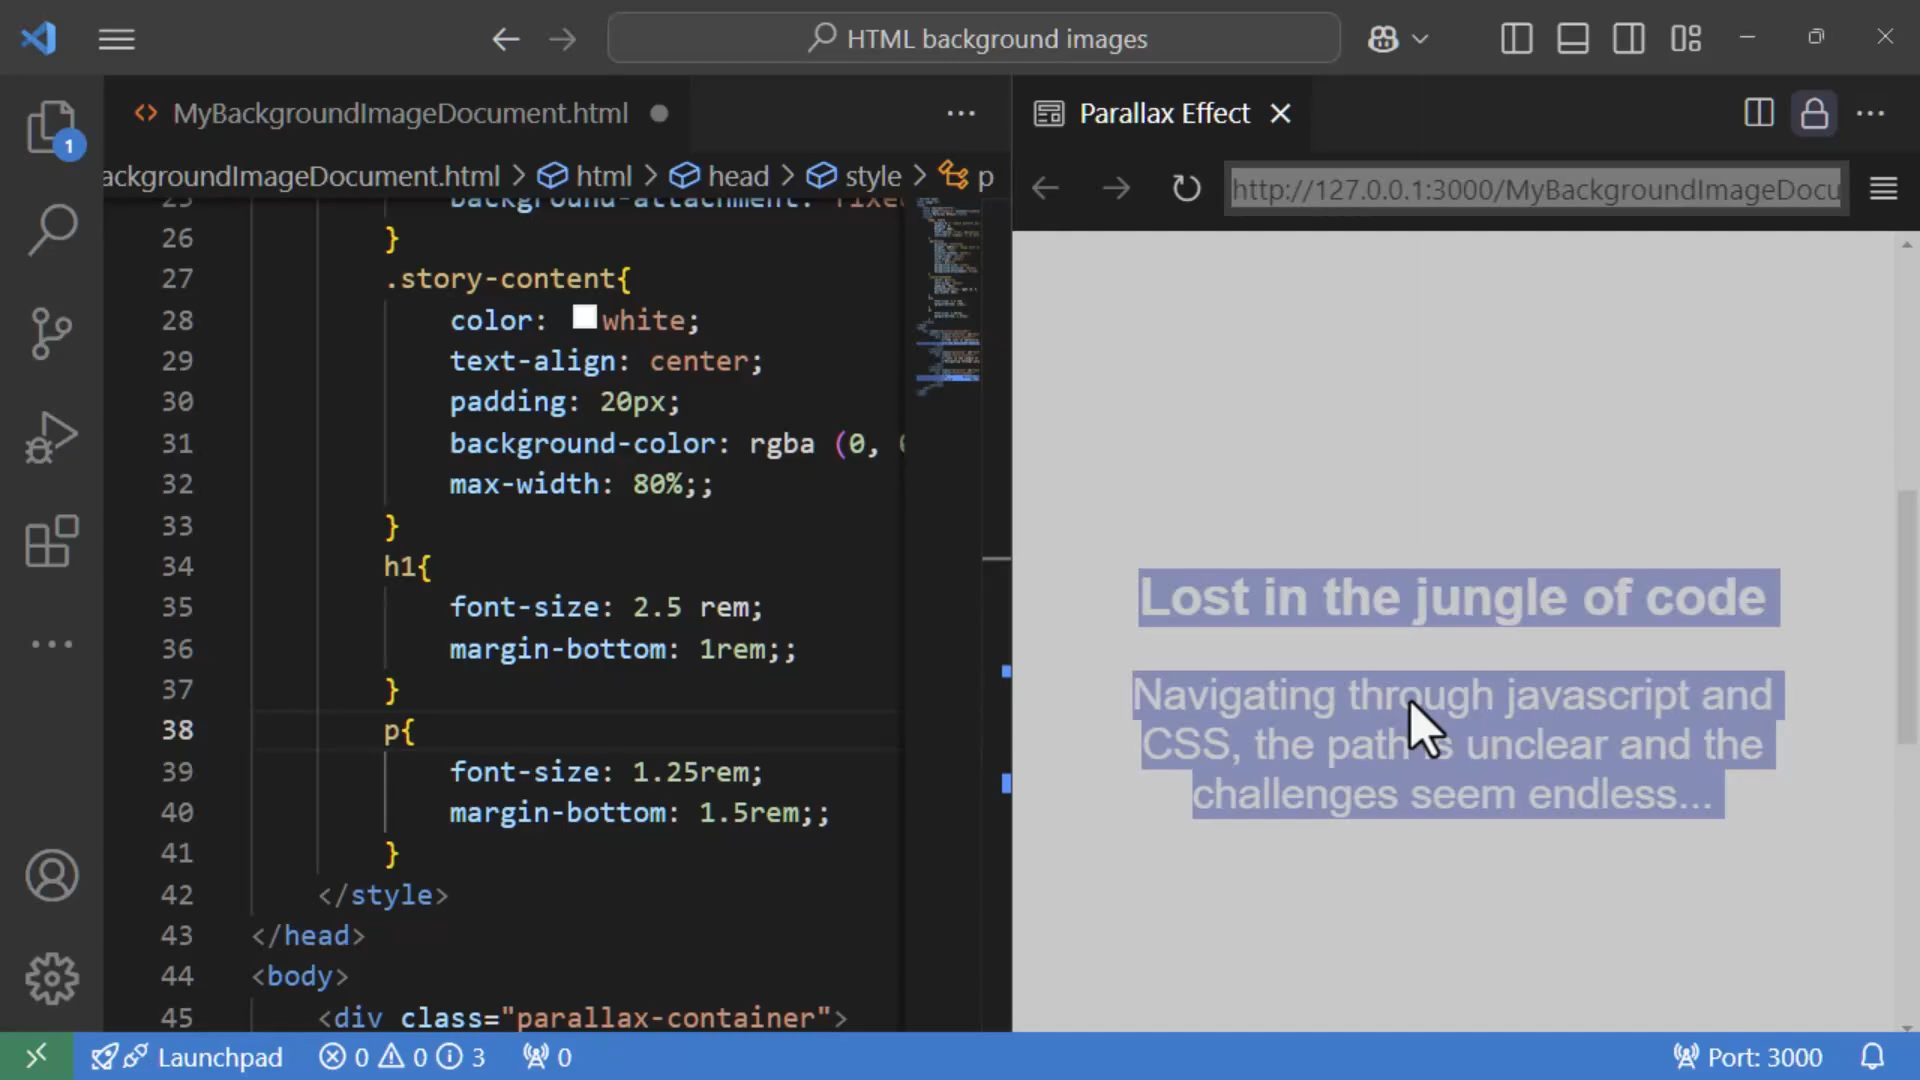 HTML background images
MyBackgroundImageDocument.html
Parallax Effect
1
ackgroundImageDocument.html > html > head > style > p
http://127.0.0.1:3000/MyBackgroundImageDocu
25 background-attachment: fixe
26 }
27 .story-content{
28 color: white;
29 text-align: center;
30 padding: 20px;
31 background-color: rgba (0,
32 max-width: 80%;;
33 }
34 h1{
35 font-size: 2.5 rem;
36 margin-bottom: 1rem;;
37 }
38 p{
39 font-size: 1.25rem;
40 margin-bottom: 1.5rem;;
41 }
42 </style>
43 </head>
44 <body>
45 <div class="parallax-container">
Lost in the jungle of code
Navigating through javascript and
CSS, the path is unclear and the
challenges seem endless...
Launchpad 0 0 3 0
Port: 3000